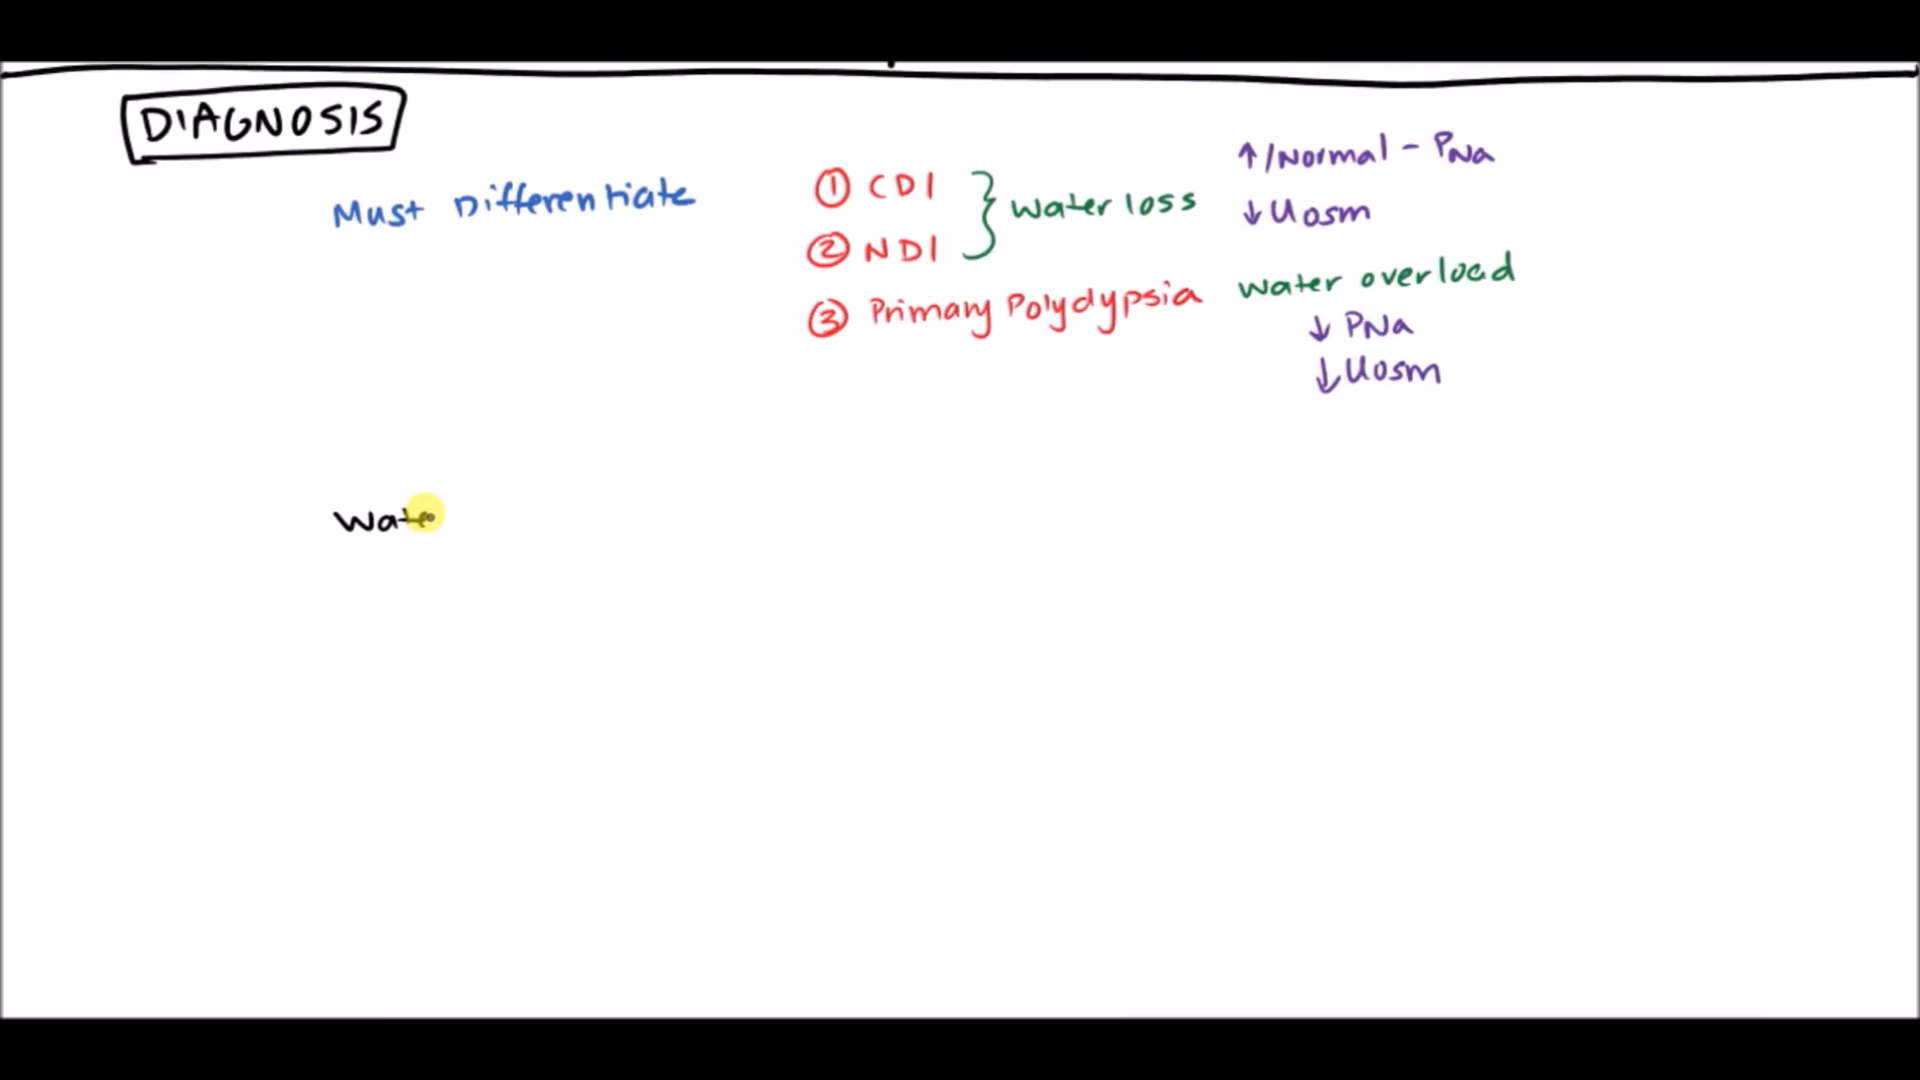 DIAGNOSIS
Must Differentiate
① CDI
② NDI
} Water loss
↑/Normal - PNa
↓ Uosm
③ Primary Polydypsia
Water overload
↓ PNa
↓ Uosm
Wate